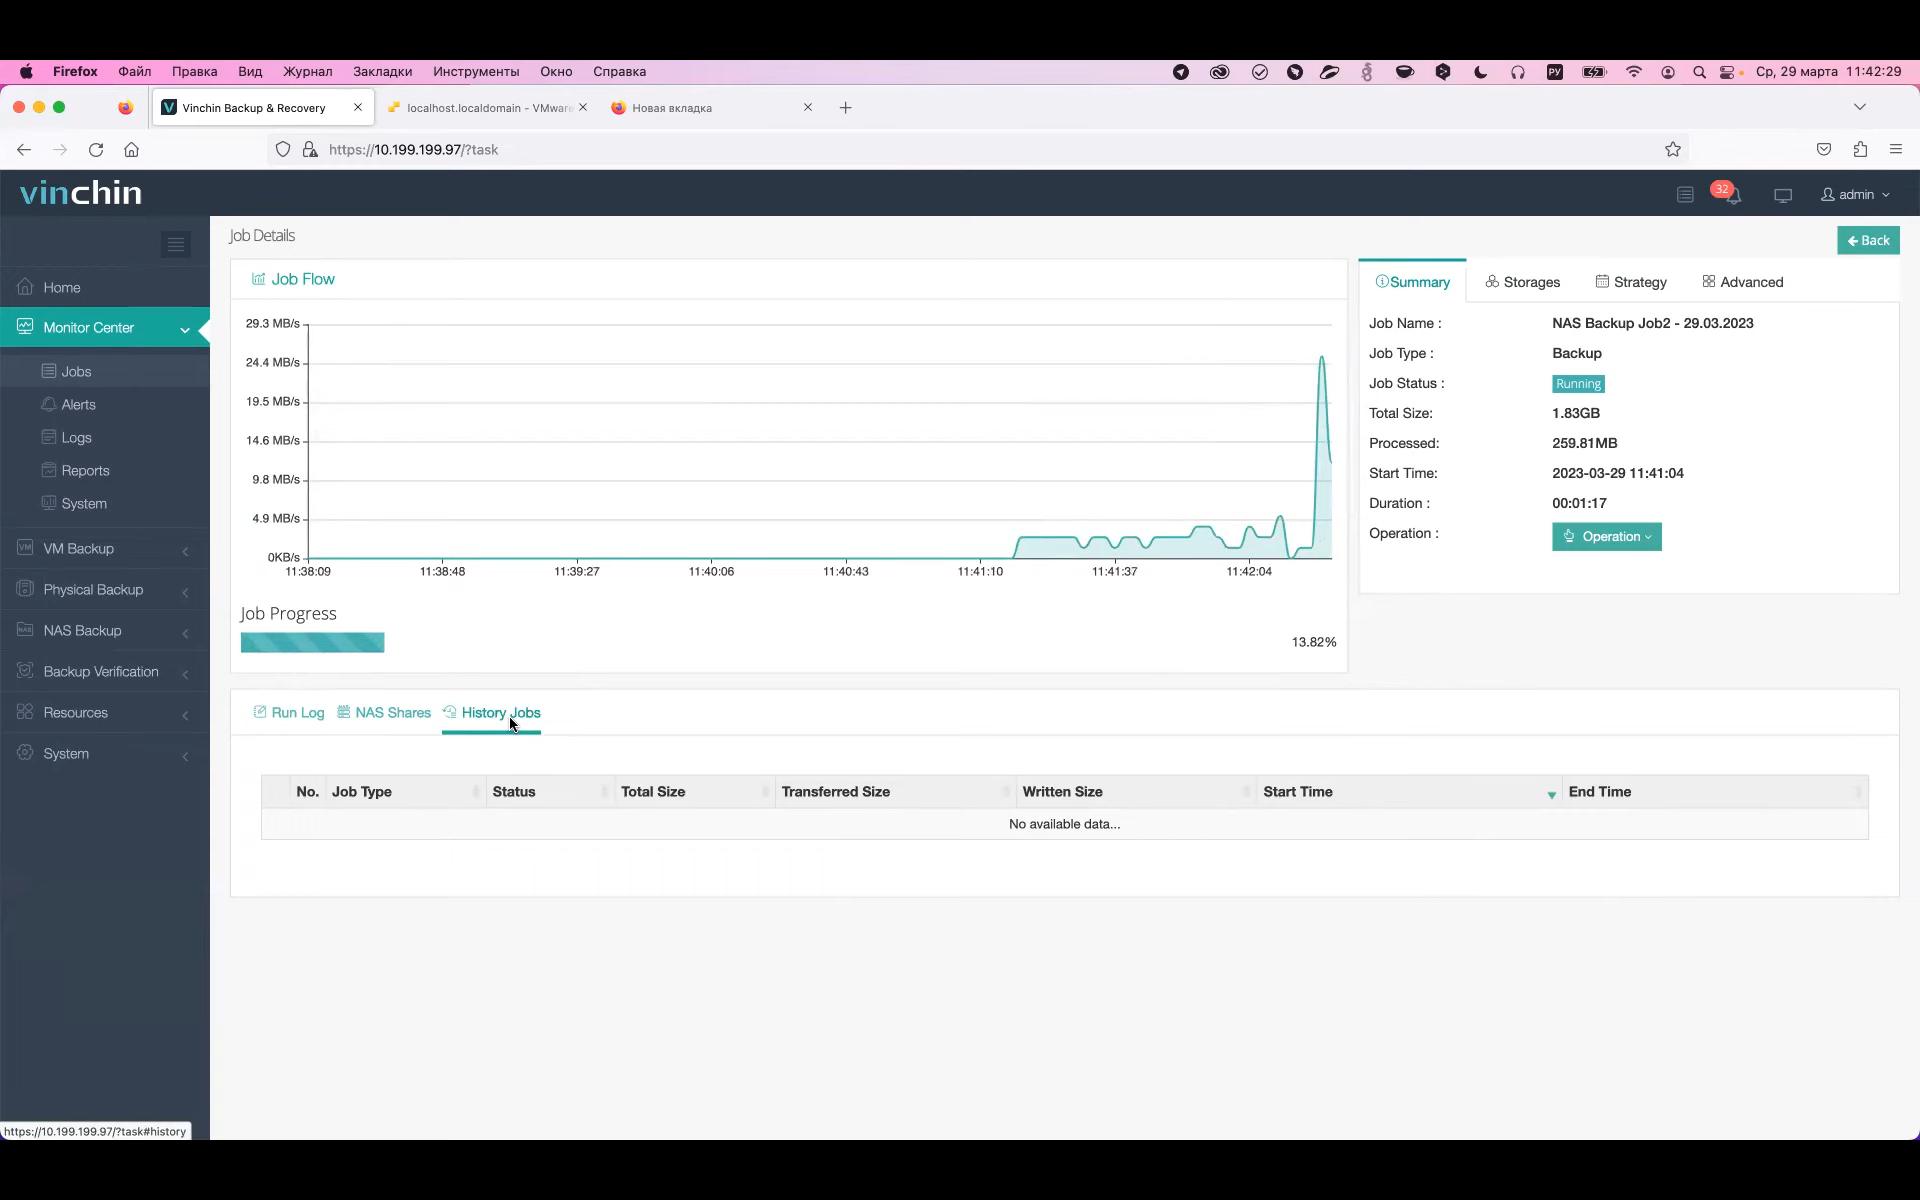 Firefox Файл Правка Вид Журнал Закладки Инструменты Окно Справка РУ Ср, 29 марта 11:42:29
Vinchin Backup & Recovery localhost.localdomain - VMware Новая вкладка
https://10.199.199.97/?task
vinchin 32 admin
Job Details Back
Home
Monitor Center
Jobs
Alerts
Logs
Reports
System
VM VM Backup
Physical Backup
NAS NAS Backup
Backup Verification
Resources
System
Job Flow
29.3 MB/s
24.4 MB/s
19.5 MB/s
14.6 MB/s
9.8 MB/s
4.9 MB/s
0KB/s
11:38:09 11:38:48 11:39:27 11:40:06 11:40:43 11:41:10 11:41:37 11:42:04
Job Progress
13.82%
Summary Storages Strategy Advanced
Job Name : NAS Backup Job2 - 29.03.2023
Job Type : Backup
Job Status : Running
Total Size: 1.83GB
Processed: 259.81MB
Start Time: 2023-03-29 11:41:04
Duration : 00:01:17
Operation : Operation
Run Log NAS Shares History Jobs
No. Job Type Status Total Size Transferred Size Written Size Start Time End Time
No available data...
https://10.199.199.97/?task#history